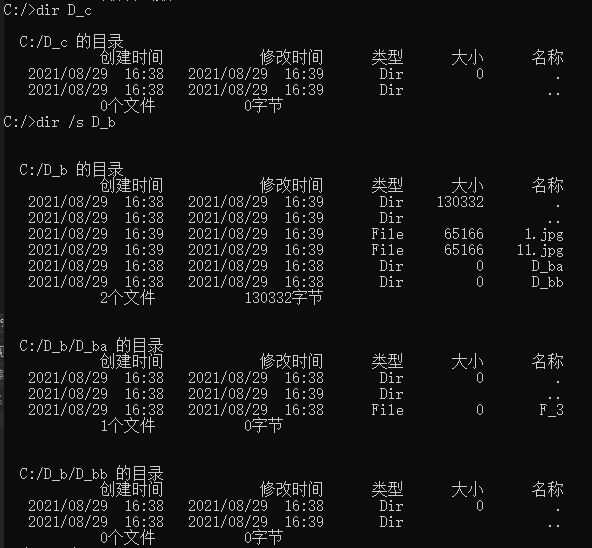 C:/>dir D_c
C:/D_c 的目录
创建时间 修改时间 类型 大小 名称
2021/08/29 16:38 2021/08/29 16:39 Dir 0 .
2021/08/29 16:38 2021/08/29 16:39 Dir ..
0个文件 0字节
C:/>dir /s D_b
C:/D_b 的目录
创建时间 修改时间 类型 大小 名称
2021/08/29 16:38 2021/08/29 16:39 Dir 130332 .
2021/08/29 16:38 2021/08/29 16:39 Dir ..
2021/08/29 16:39 2021/08/29 16:39 File 65166 1.jpg
2021/08/29 16:39 2021/08/29 16:39 File 65166 11.jpg
2021/08/29 16:38 2021/08/29 16:38 Dir 0 D_ba
2021/08/29 16:38 2021/08/29 16:38 Dir 0 D_bb
2个文件 130332字节
C:/D_b/D_ba 的目录
创建时间 修改时间 类型 大小 名称
2021/08/29 16:38 2021/08/29 16:38 Dir 0 .
2021/08/29 16:38 2021/08/29 16:39 Dir ..
2021/08/29 16:38 2021/08/29 16:38 File 0 F_3
1个文件 0字节
C:/D_b/D_bb 的目录
创建时间 修改时间 类型 大小 名称
2021/08/29 16:38 2021/08/29 16:38 Dir 0 .
2021/08/29 16:38 2021/08/29 16:39 Dir ..
0个文件 0字节